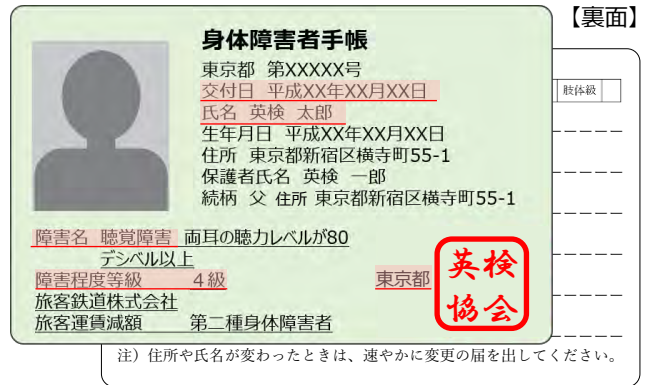 【裏面】
身体障害者手帳
東京都 第XXXXX号
交付日 平成XX年XX月XX日
氏名 英検 太郎
生年月日 平成XX年XX月XX日
住所 東京都新宿区横寺町55-1
保護者氏名 英検 一郎
続柄 父 住所 東京都新宿区横寺町55-1
肢体級
障害名 聴覚障害 両耳の聴力レベルが80
デシベル以上
障害程度等級 4級 東京都
英検
協会
旅客鉄道株式会社
旅客運賃減額 第二種身体障害者
注）住所や氏名が変わったときは、速やかに変更の届を出してください。